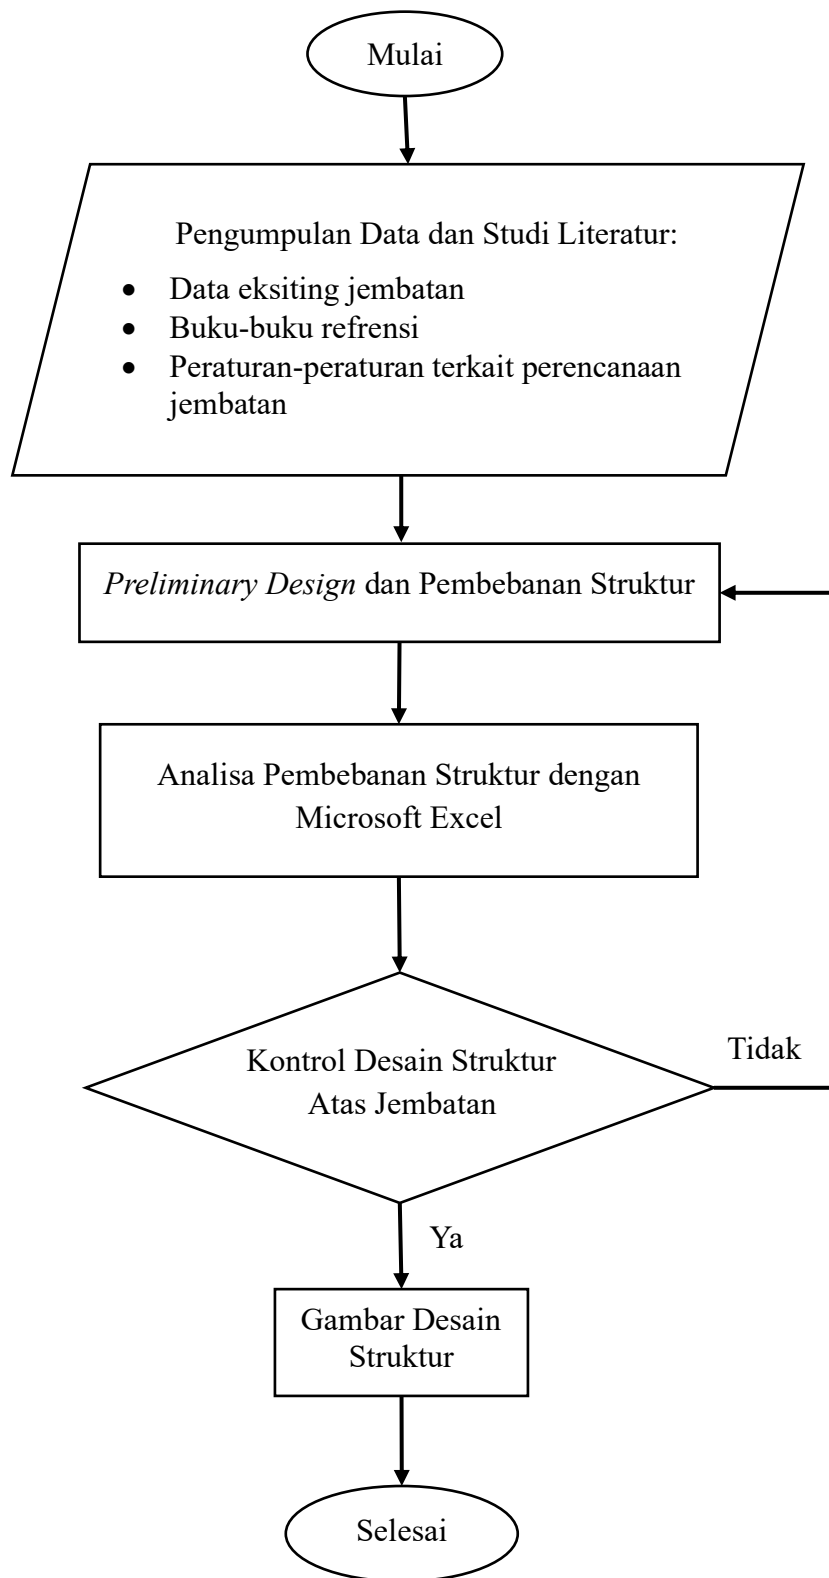 Mulai
Pengumpulan Data dan Studi Literatur:
• Data eksiting jembatan
• Buku-buku refrensi
• Peraturan-peraturan terkait perencanaan
jembatan
Preliminary Design dan Pembebanan Struktur
Analisa Pembebanan Struktur dengan
Microsoft Excel
Kontrol Desain Struktur
Atas Jembatan
Tidak
Ya
Gambar Desain
Struktur
Selesai